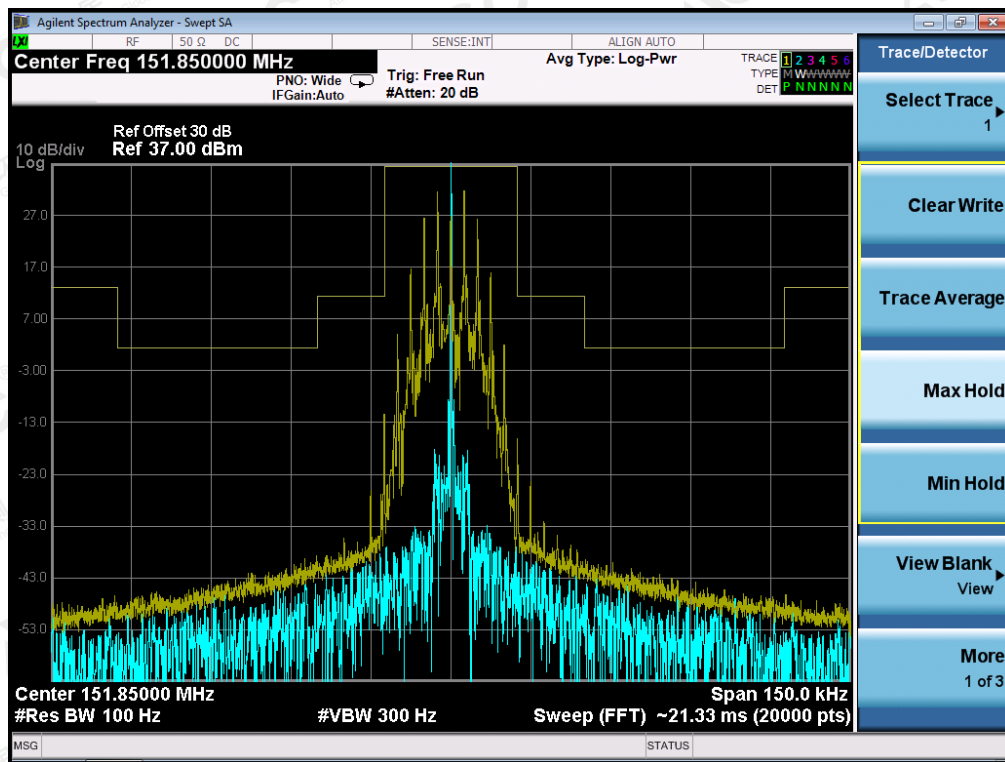 Agilent Spectrum Analyzer - Swept SA
LXI RF 50 Ω DC SENSE:INT ALIGN AUTO
Center Freq 151.850000 MHz
PNO: Wide
IFGain:Auto
Trig: Free Run
#Atten: 20 dB
Avg Type: Log-Pwr
TRACE 1 2 3 4 5 6
TYPE M W W W W W
DET P N N N N N
Ref Offset 30 dB
10 dB/div Ref 37.00 dBm
Log
27.0
17.0
7.00
-3.00
-13.0
-23.0
-33.0
-43.0
-53.0
Center 151.85000 MHz Span 150.0 kHz
#Res BW 100 Hz #VBW 300 Hz Sweep (FFT) ~21.33 ms (20000 pts)
MSG STATUS
Trace/Detector
Select Trace
1
Clear Write
Trace Average
Max Hold
Min Hold
View Blank
View
More
1 of 3